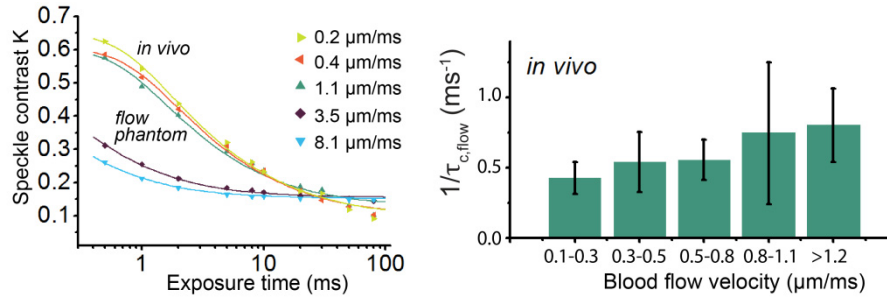 Speckle contrast K
0.7
0.6
0.5
0.4
0.3
0.2
0.1
in vivo
flow
phantom
0.2 µm/ms
0.4 µm/ms
1.1 µm/ms
3.5 µm/ms
8.1 µm/ms
1
10
100
Exposure time (ms)
1/τc,flow (ms-1)
1.0
0.5
0.0
in vivo
0.1-0.3
0.3-0.5
0.5-0.8
0.8-1.1
>1.2
Blood flow velocity (µm/ms)